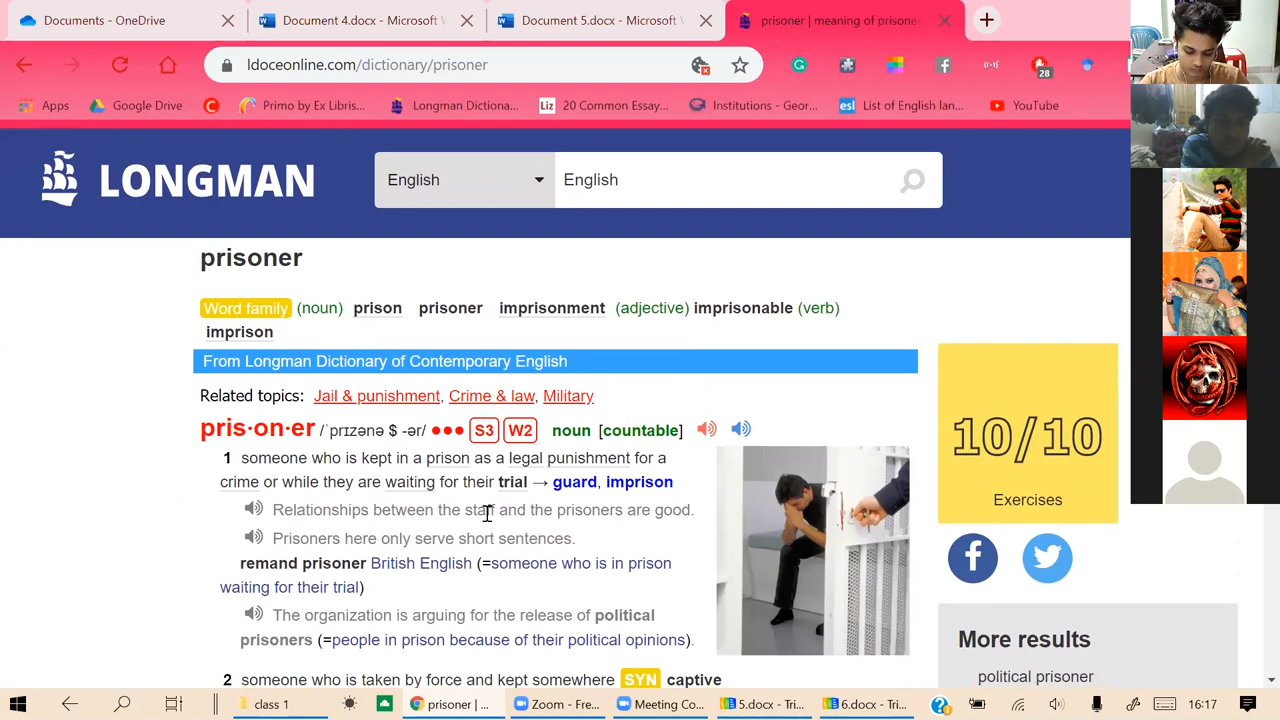 Documents - OneDrive
Document 4.docx - Microsoft
Document 5.docx - Microsoft
prisoner | meaning of prisone
ldoceonline.com/dictionary/prisoner
28
Apps
Google Drive
Primo by Ex Libris...
Longman Dictiona...
Liz 20 Common Essay...
Institutions - Geor...
esl List of English lan...
YouTube
LONGMAN
English
English
prisoner
Word family (noun) prison prisoner imprisonment (adjective) imprisonable (verb)
imprison
From Longman Dictionary of Contemporary English
Related topics: Jail & punishment, Crime & law, Military
pris·on·er /ˈprɪzənə $ -ər/ ●●● S3 W2 noun [countable]
1 someone who is kept in a prison as a legal punishment for a
crime or while they are waiting for their trial → guard, imprison
Relationships between the staff and the prisoners are good.
Prisoners here only serve short sentences.
remand prisoner British English (=someone who is in prison
waiting for their trial)
The organization is arguing for the release of political
prisoners (=people in prison because of their political opinions).
2 someone who is taken by force and kept somewhere SYN captive
10/10
Exercises
More results
political prisoner
class 1
prisoner | ...
Zoom - Fre...
Meeting Co...
5.docx - Tri...
6.docx - Tri...
16:17